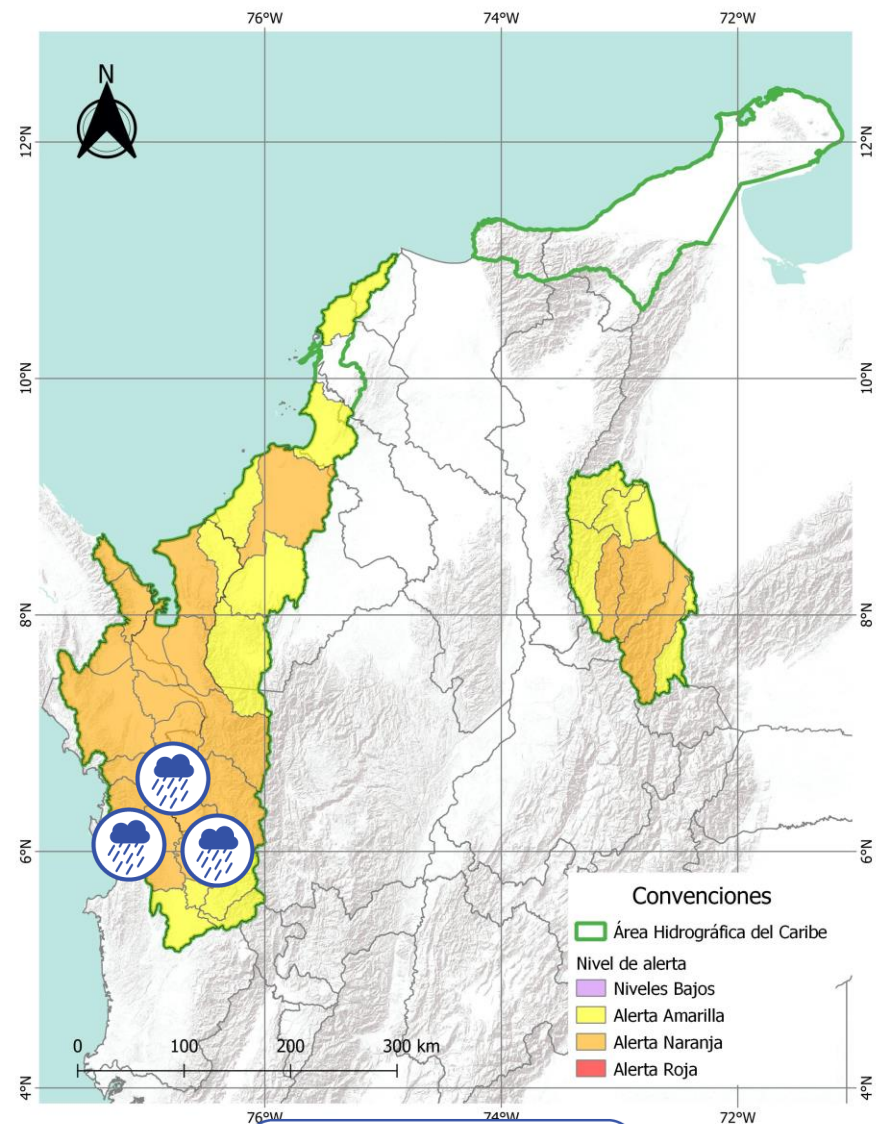 76°W 74°W 72°W
N
12°N 12°N
10°N 10°N
8°N 8°N
6°N 6°N
Convenciones
Área Hidrográfica del Caribe
Nivel de alerta
Niveles Bajos
Alerta Amarilla
Alerta Naranja
Alerta Roja
0 100 200 300 km
4°N 4°N
76°W 74°W 72°W